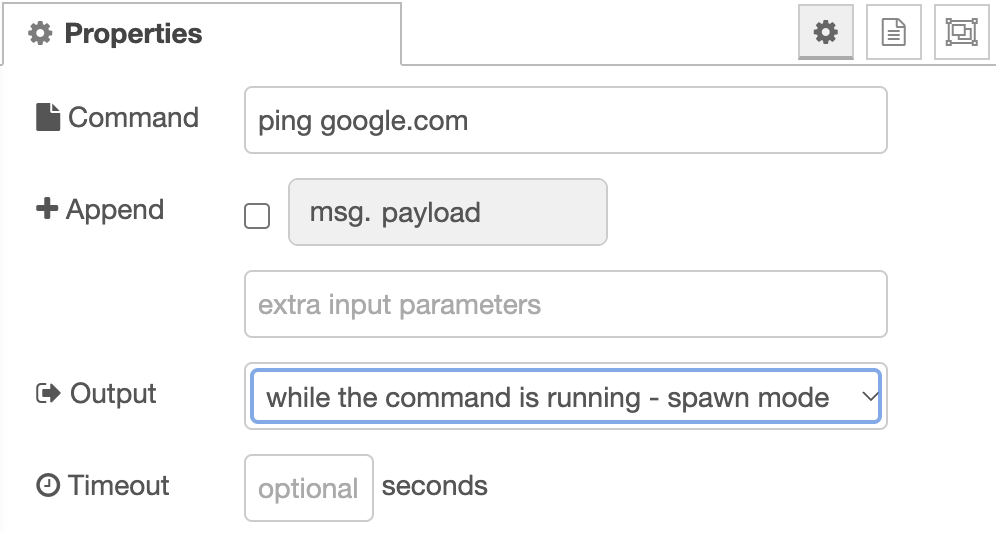 Properties
Command ping google.com
Append msg. payload
extra input parameters
Output while the command is running - spawn mode
Timeout optional seconds